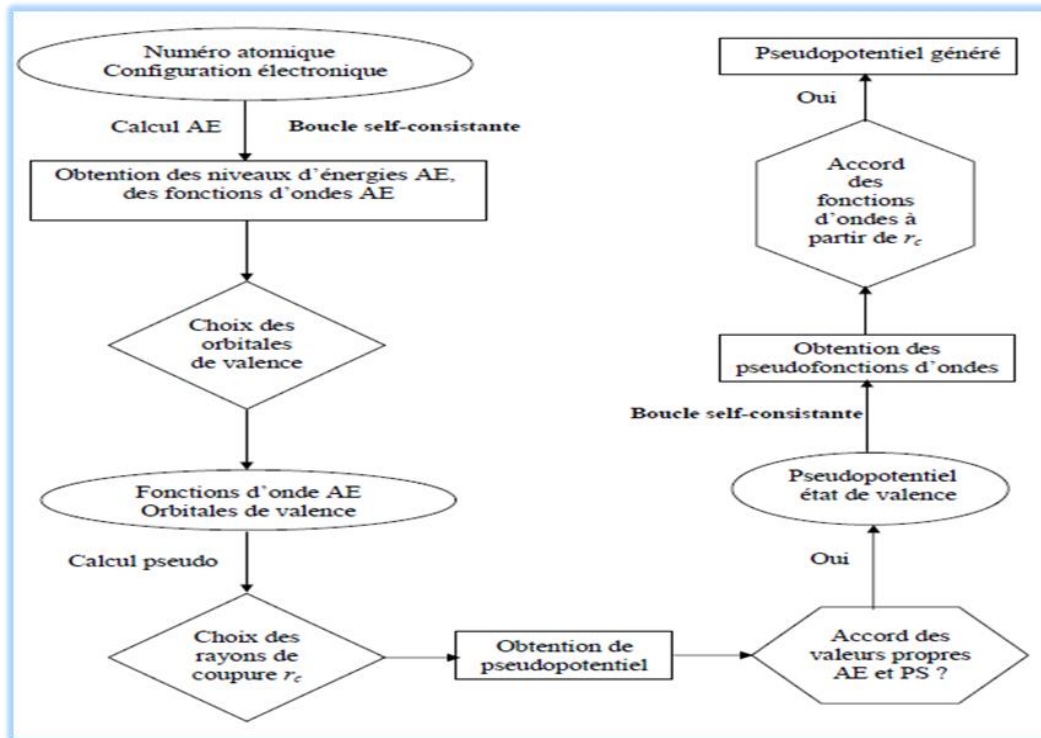 Numéro atomique
Configuration électronique
Calcul AE
Boucle self-consistante
Obtention des niveaux d'énergies AE,
des fonctions d'ondes AE
Choix des
orbitales
de valence
Fonctions d'onde AE
Orbitales de valence
Calcul pseudo
Choix des
rayons de
coupure r_c
Obtention de
pseudopotentiel
Accord des
valeurs propres
AE et PS ?
Oui
Pseudopotentiel
état de valence
Boucle self-consistante
Obtention des
pseudofonctions d'ondes
Accord
des
fonctions
d'ondes à
partir de r_c
Oui
Pseudopotentiel généré